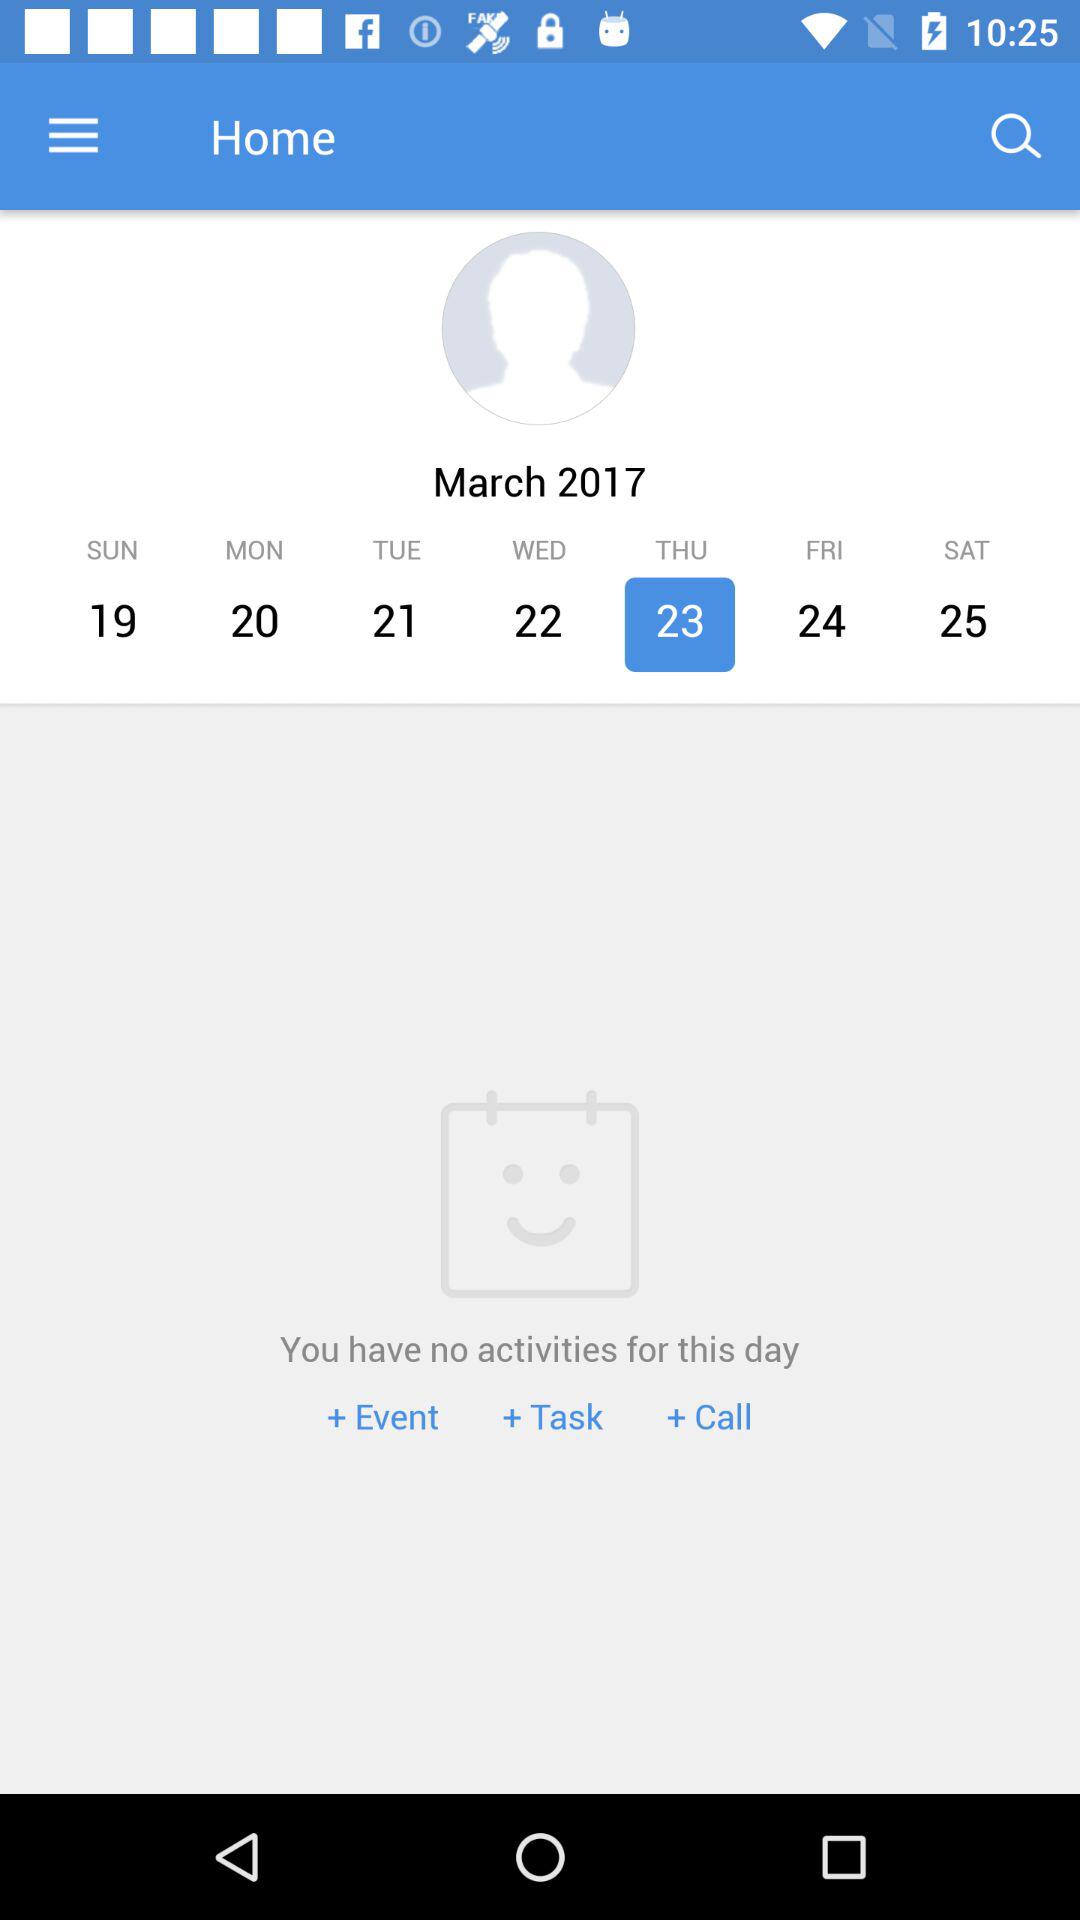 FAKE 10:25
Home
March 2017
SUN MON TUE WED THU FRI SAT
19 20 21 22 23 24 25
You have no activities for this day
+ Event + Task + Call